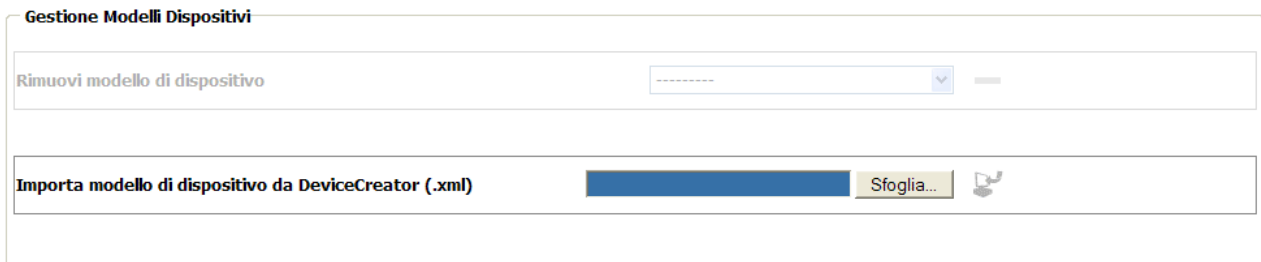 Gestione Modelli Dispositivi
Rimuovi modello di dispositivo ---------
Importa modello di dispositivo da DeviceCreator (.xml) Sfoglia...